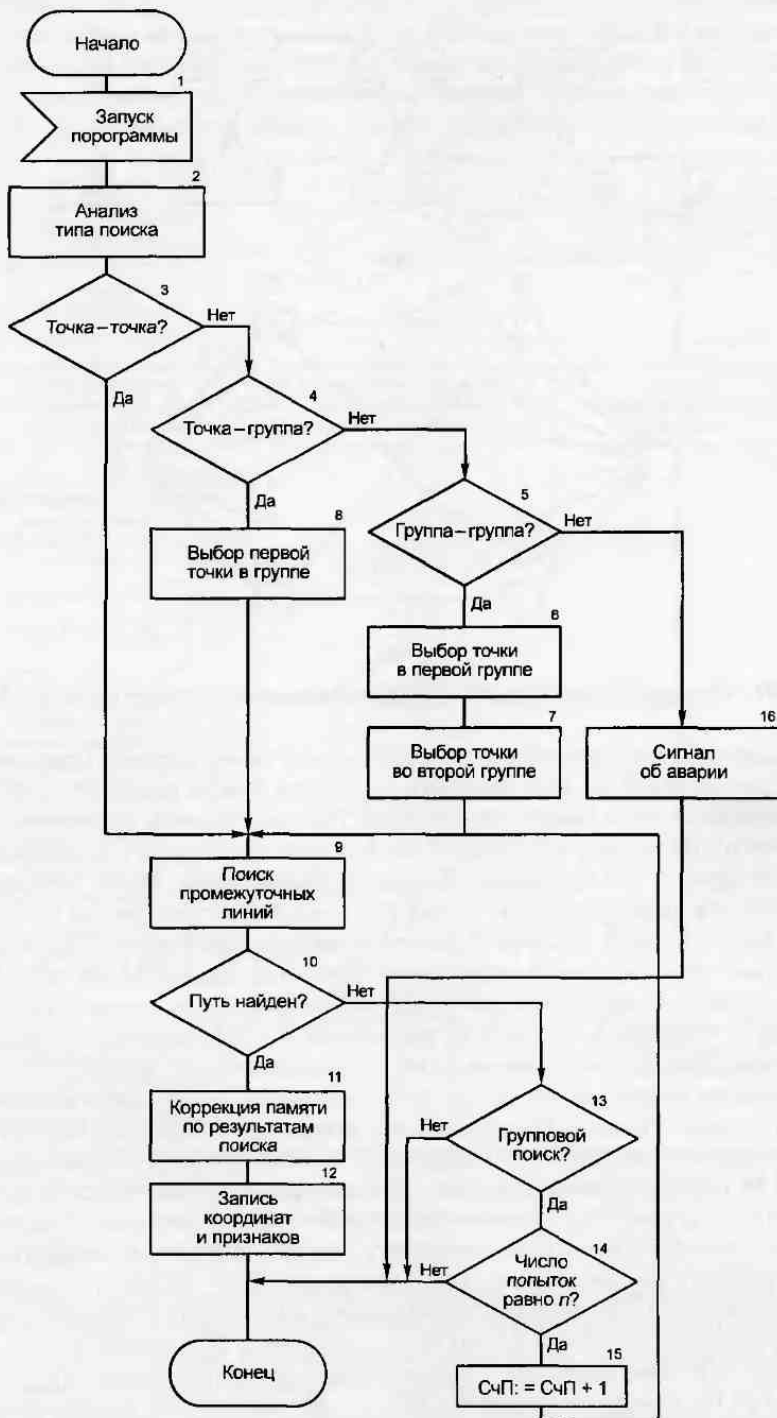 Начало
1
Запуск
порограммы
2
Анализ
типа поиска
3
Точка–точка?
Нет
Да
4
Точка–группа?
Нет
Да
5
Группа–группа?
Нет
Да
8
Выбор первой
точки в группе
6
Выбор точки
в первой группе
7
Выбор точки
во второй группе
16
Сигнал
об аварии
9
Поиск
промежуточных
линий
10
Путь найден?
Нет
Да
11
Коррекция памяти
по результатам
поиска
12
Запись
координат
и признаков
13
Групповой
поиск?
Нет
Да
14
Число
попыток
равно n?
Нет
Да
15
СчП: = СчП + 1
Конец